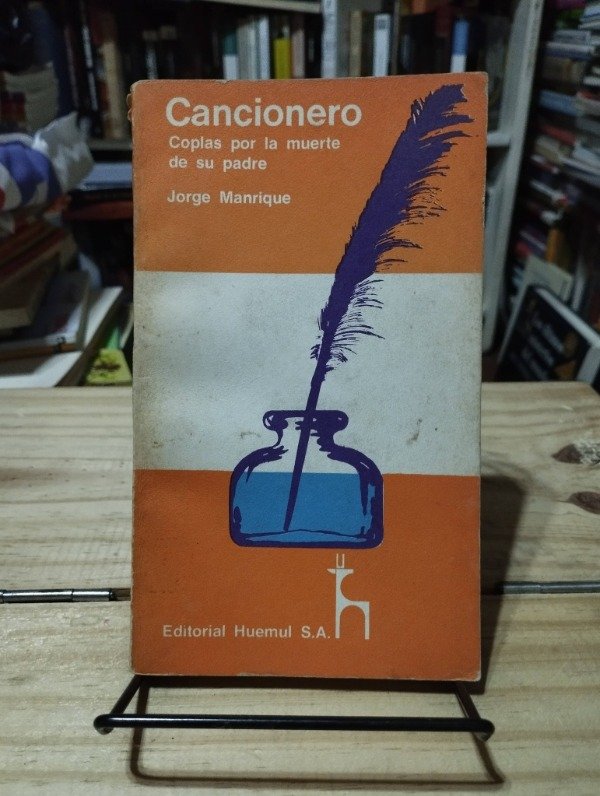 Cancionero
Coplas por la muerte
de su padre
Jorge Manrique
Editorial Huemul S.A.